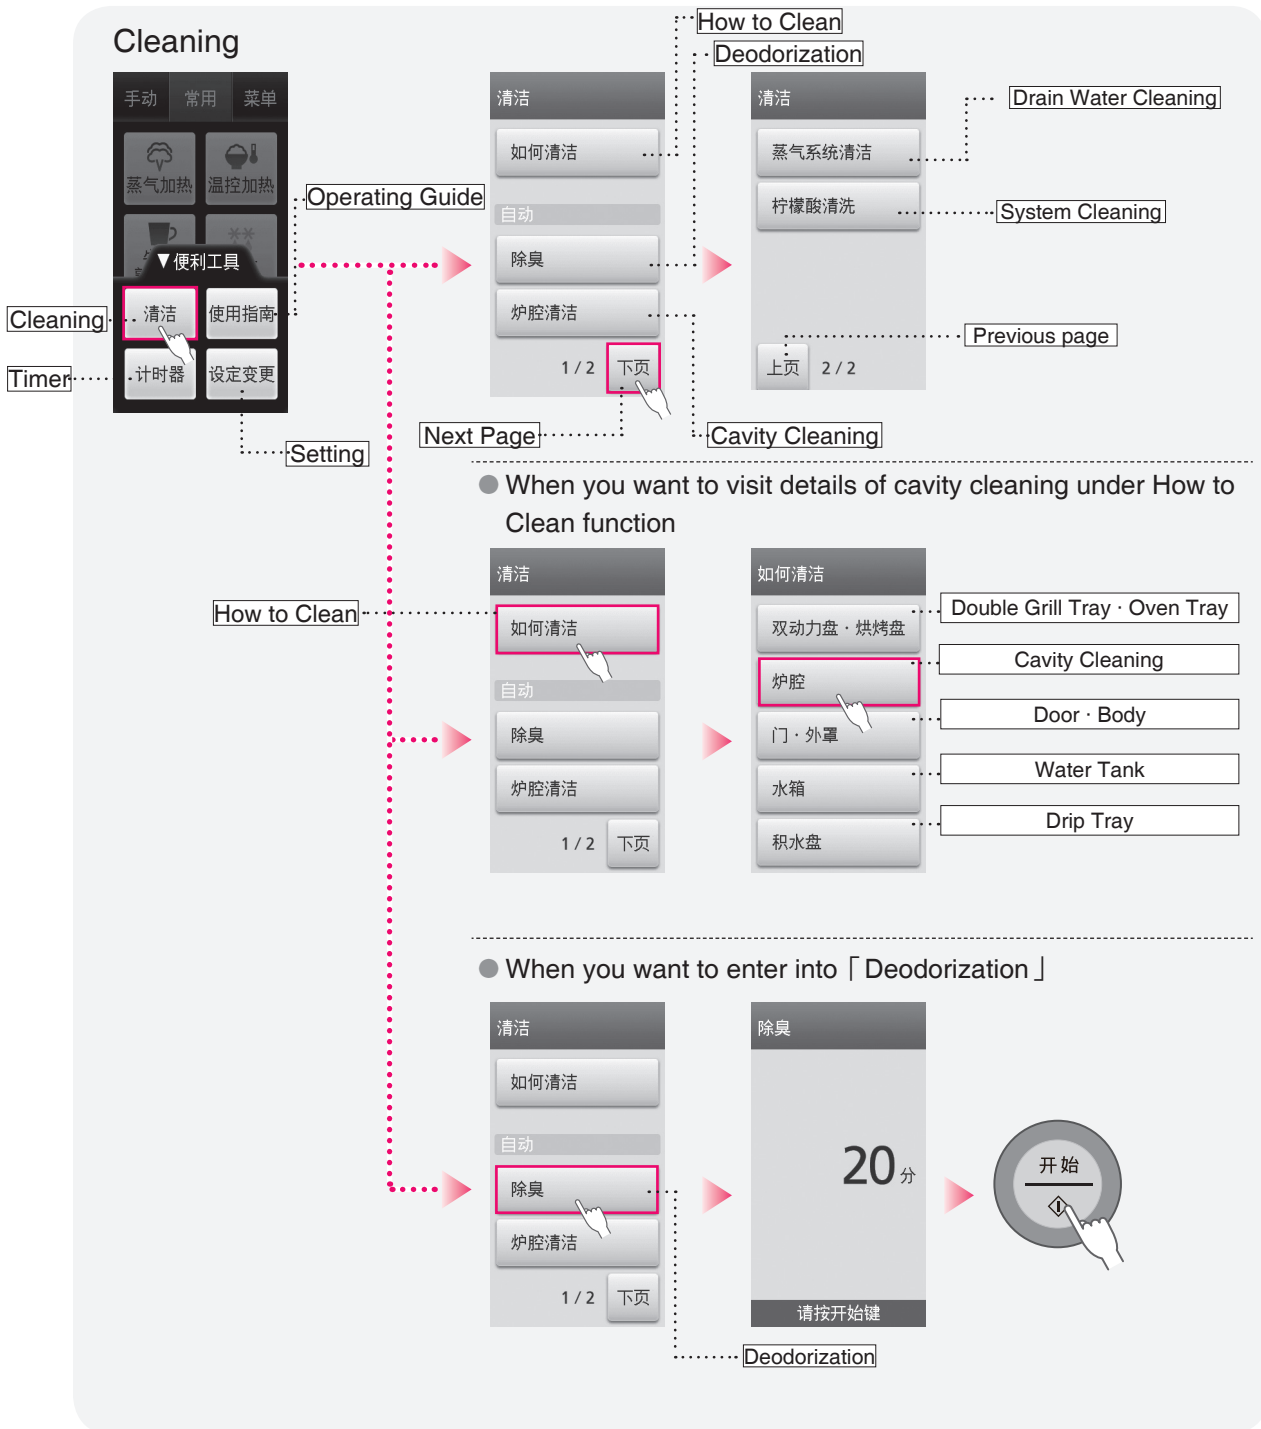 Cleaning
手动 常用 菜单
蒸气加热 温控加热
▼便利工具
清洁 使用指南
计时器 设定变更
Operating Guide
Cleaning
Timer
Setting
How to Clean
Deodorization
清洁
如何清洁
自动
除臭
炉腔清洁
1 / 2 下页
Next Page
Cavity Cleaning
清洁
蒸气系统清洁
柠檬酸清洗
上页 2 / 2
Drain Water Cleaning
System Cleaning
Previous page
● When you want to visit details of cavity cleaning under How to
Clean function
How to Clean
清洁
如何清洁
自动
除臭
炉腔清洁
1 / 2 下页
如何清洁
双动力盘 · 烘烤盘
炉腔
门 · 外罩
水箱
积水盘
Double Grill Tray · Oven Tray
Cavity Cleaning
Door · Body
Water Tank
Drip Tray
● When you want to enter into「Deodorization」
清洁
如何清洁
自动
除臭
炉腔清洁
1 / 2 下页
Deodorization
除臭
20 分
请按开始键
开始